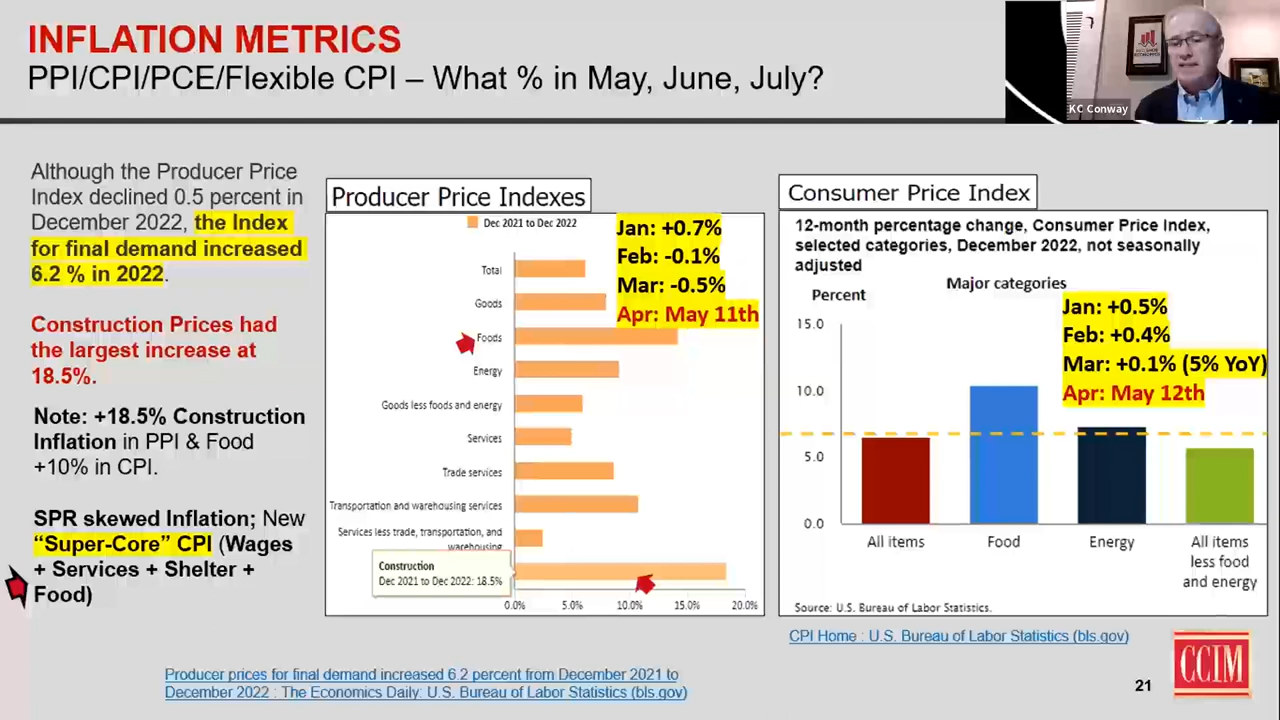 INFLATION METRICS
PPI/CPI/PCE/Flexible CPI – What % in May, June, July?
KC Conway
Although the Producer Price
Index declined 0.5 percent in
December 2022, the Index
for final demand increased
6.2 % in 2022.
Construction Prices had
the largest increase at
18.5%.
Note: +18.5% Construction
Inflation in PPI & Food
+10% in CPI.
SPR skewed Inflation; New
“Super-Core” CPI (Wages
+ Services + Shelter +
Food)
Producer Price Indexes
Dec 2021 to Dec 2022
Jan: +0.7%
Feb: -0.1%
Mar: -0.5%
Apr: May 11th
Total
Goods
Foods
Energy
Goods less foods and energy
Services
Trade services
Transportation and warehousing services
Services less trade, transportation, and
warehousing
Construction
Dec 2021 to Dec 2022: 18.5%
0.0% 5.0% 10.0% 15.0% 20.0%
Consumer Price Index
12-month percentage change, Consumer Price Index,
selected categories, December 2022, not seasonally
adjusted
Major categories
Percent
Jan: +0.5%
Feb: +0.4%
Mar: +0.1% (5% YoY)
Apr: May 12th
15.0
10.0
5.0
0.0
All items
Food
Energy
All items
less food
and energy
Source: U.S. Bureau of Labor Statistics.
CPI Home : U.S. Bureau of Labor Statistics (bls.gov)
Producer prices for final demand increased 6.2 percent from December 2021 to
December 2022 : The Economics Daily: U.S. Bureau of Labor Statistics (bls.gov)
21
CCIM